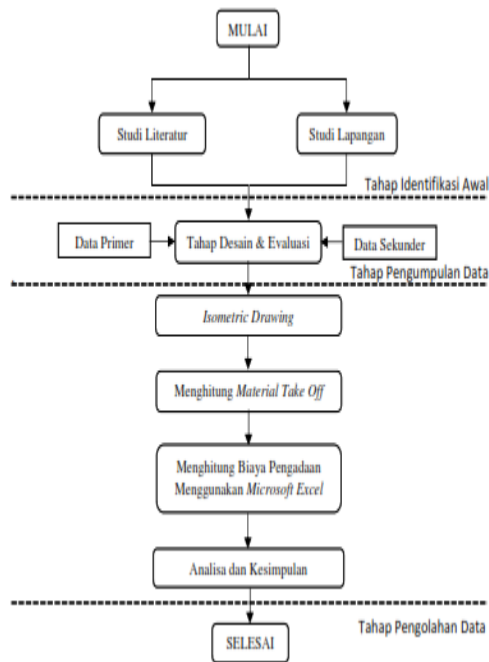 MULAI
Studi Literatur
Studi Lapangan
Tahap Identifikasi Awal
Data Primer
Tahap Desain & Evaluasi
Data Sekunder
Tahap Pengumpulan Data
Isometric Drawing
Menghitung Material Take Off
Menghitung Biaya Pengadaan
Menggunakan Microsoft Excel
Analisa dan Kesimpulan
Tahap Pengolahan Data
SELESAI